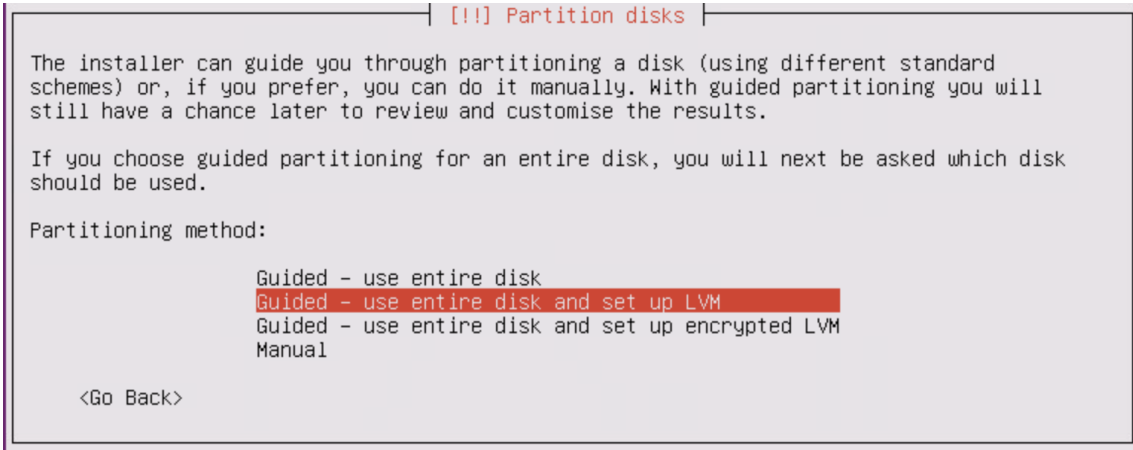 [!!] Partition disks
The installer can guide you through partitioning a disk (using different standard
schemes) or, if you prefer, you can do it manually. With guided partitioning you will
still have a chance later to review and customise the results.
If you choose guided partitioning for an entire disk, you will next be asked which disk
should be used.
Partitioning method:
Guided - use entire disk
Guided - use entire disk and set up LVM
Guided - use entire disk and set up encrypted LVM
Manual
<Go Back>